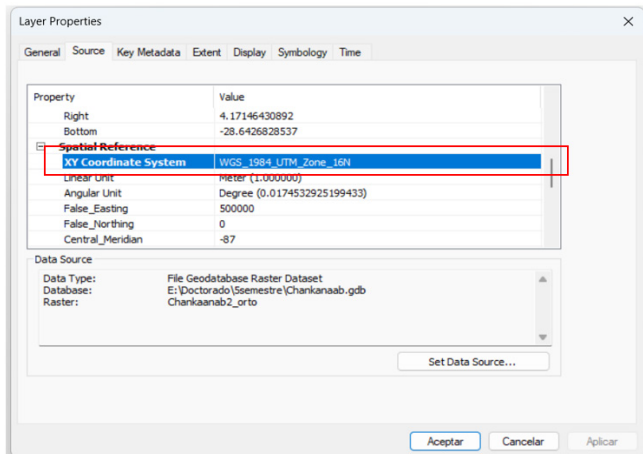 Layer Properties
General Source Key Metadata Extent Display Symbology Time
Property Value
Right 4.17146430892
Bottom -28.6426828537
Spatial Reference
XY Coordinate System WGS_1984_UTM_Zone_16N
Linear Unit Meter (1.000000)
Angular Unit Degree (0.0174532925199433)
False_Easting 500000
False_Northing 0
Central_Meridian -87
Data Source
Data Type: File Geodatabase Raster Dataset
Database: E:\Doctorado\5semestre\Chankanaab.gdb
Raster: Chankaanab2_orto
Set Data Source...
Aceptar Cancelar Aplicar